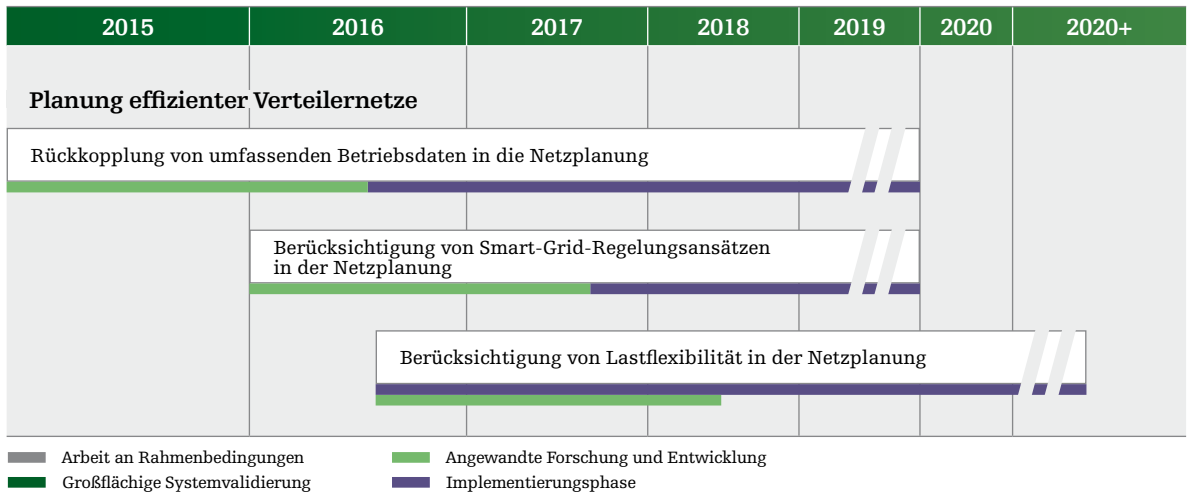 2015 2016 2017 2018 2019 2020 2020+
Planung effizienter Verteilernetze
Rückkopplung von umfassenden Betriebsdaten in die Netzplanung
Berücksichtigung von Smart-Grid-Regelungsansätzen
in der Netzplanung
Berücksichtigung von Lastflexibilität in der Netzplanung
Arbeit an Rahmenbedingungen
Großflächige Systemvalidierung
Angewandte Forschung und Entwicklung
Implementierungsphase